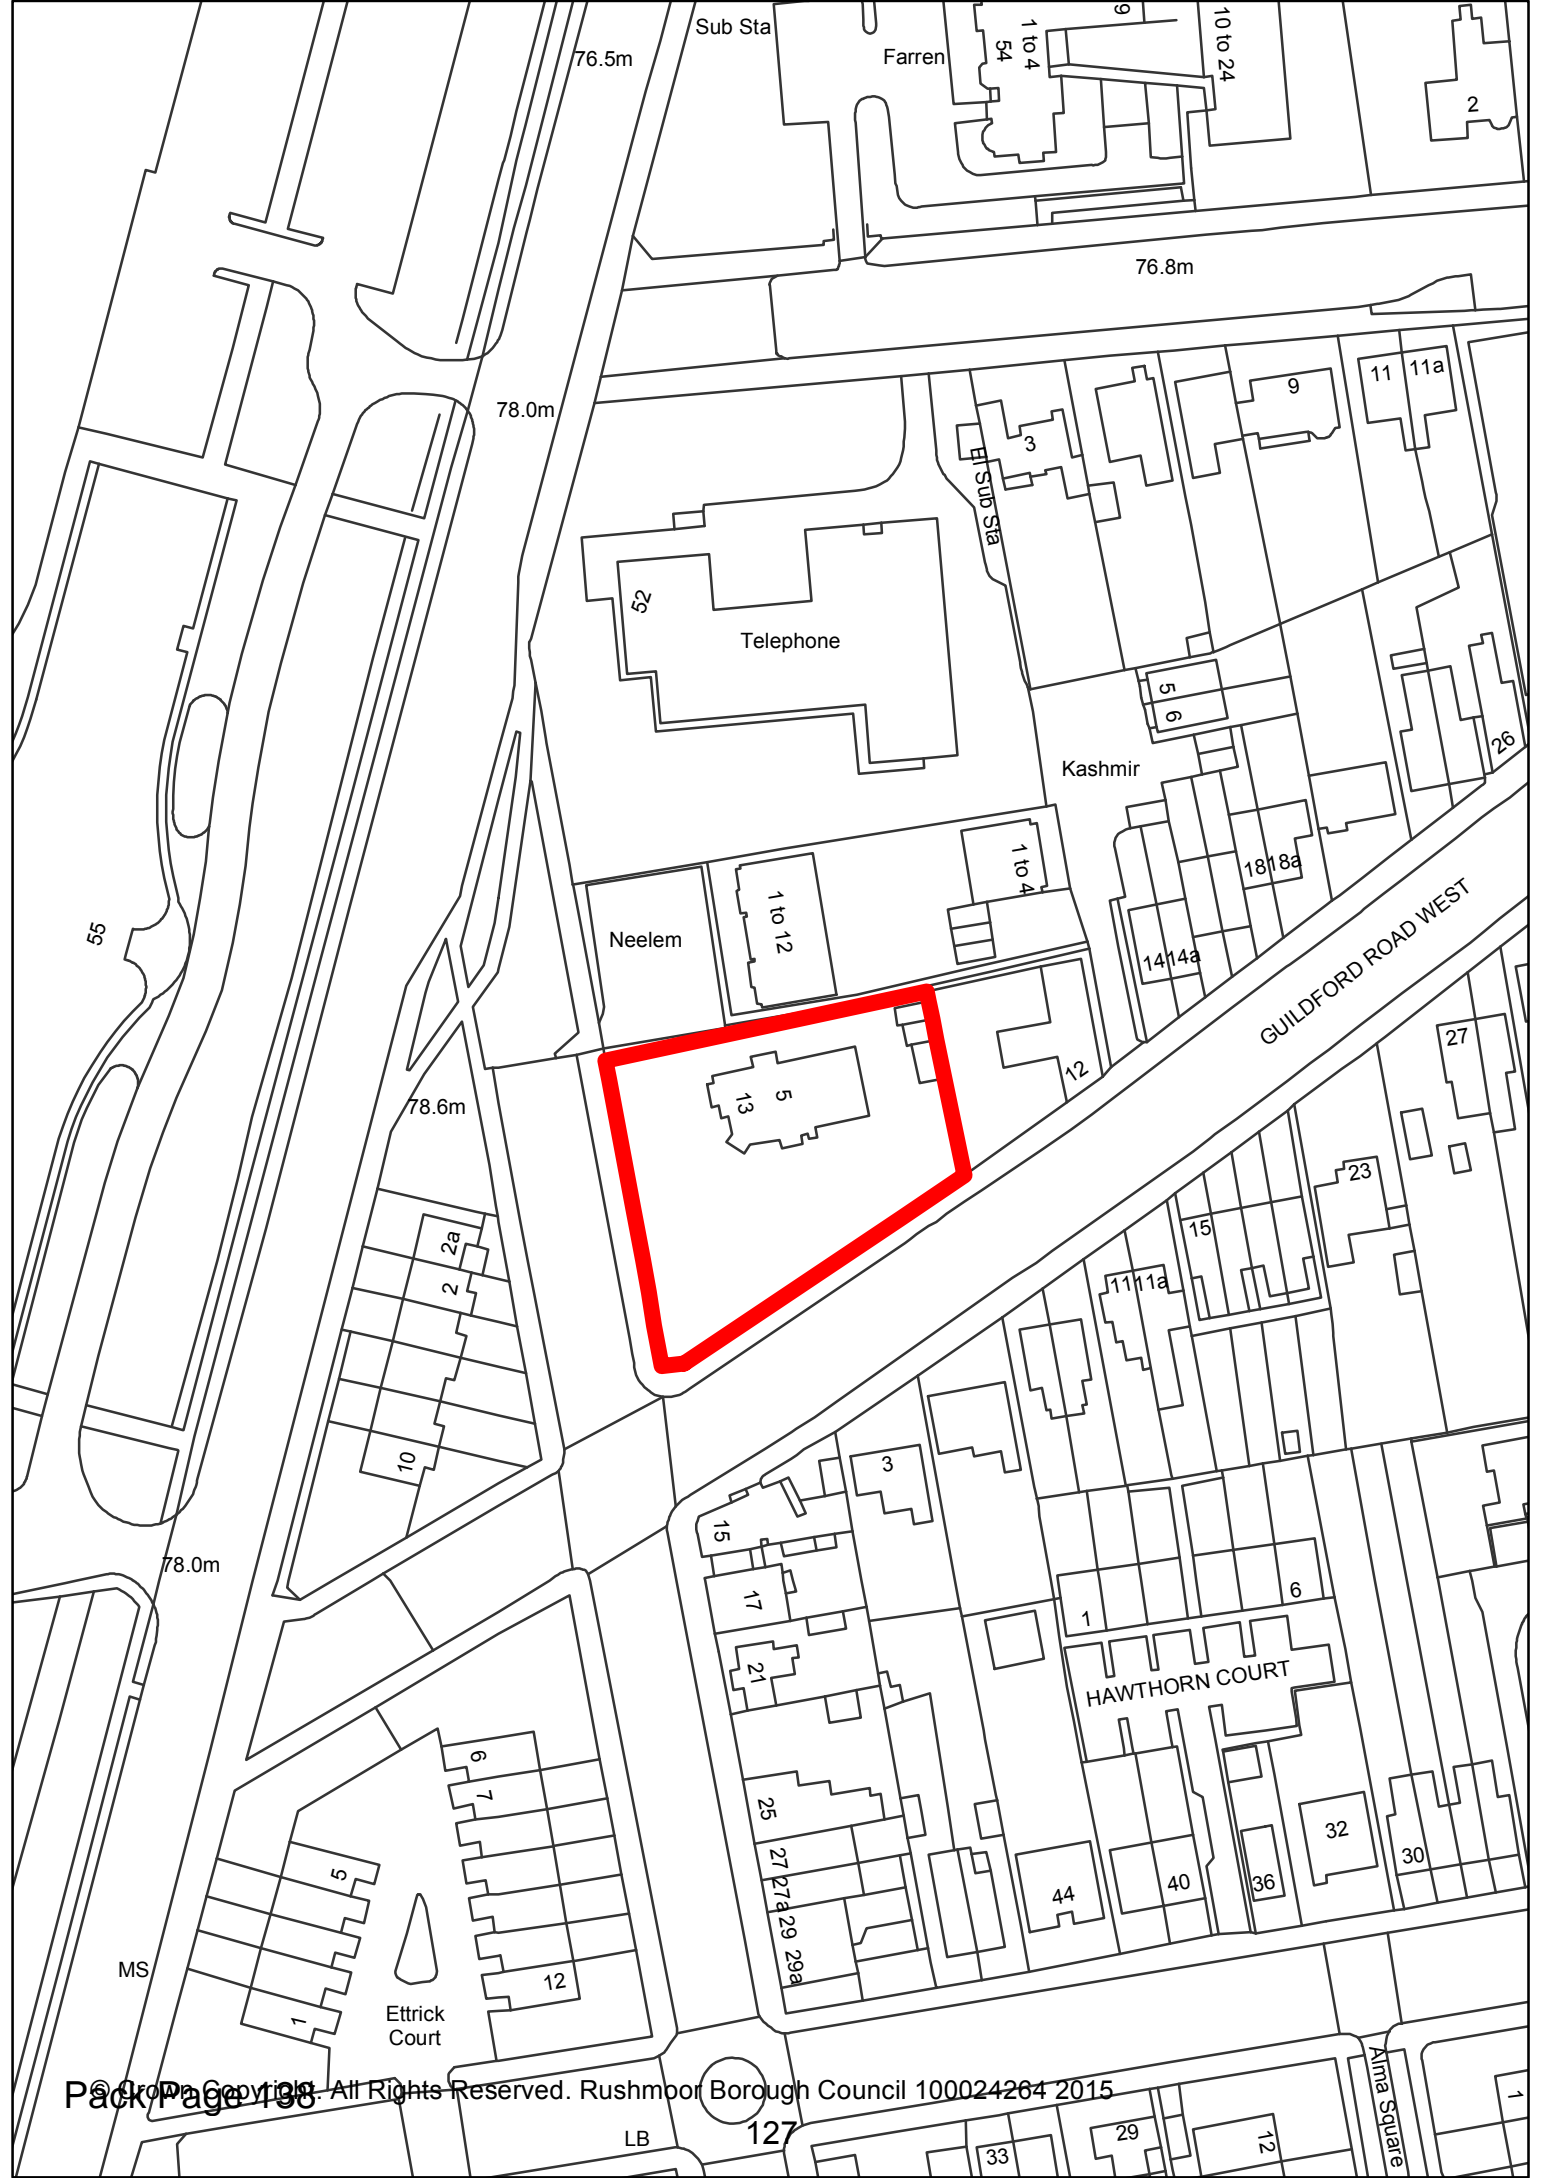 Sub Sta
76.5m
Farren
54
1 to 4
9
10 to 24
2
76.8m
78.0m
3
9
11
11a
El Sub Sta
52
Telephone
5
6
Kashmir
26
1 to 4
18
18a
1 to 12
Neelem
55
14
14a
GUILDFORD ROAD WEST
27
12
13
5
78.6m
23
15
2a
2
11
11a
10
3
15
78.0m
17
1
6
21
HAWTHORN COURT
6
7
25
5
27
27a
29
29a
44
40
36
32
30
MS
12
1
Ettrick
Court
Alma Square
Pack Page 138
© Crown Copyright. All Rights Reserved. Rushmoor Borough Council 100024264 2015
127
LB
33
29
12
1